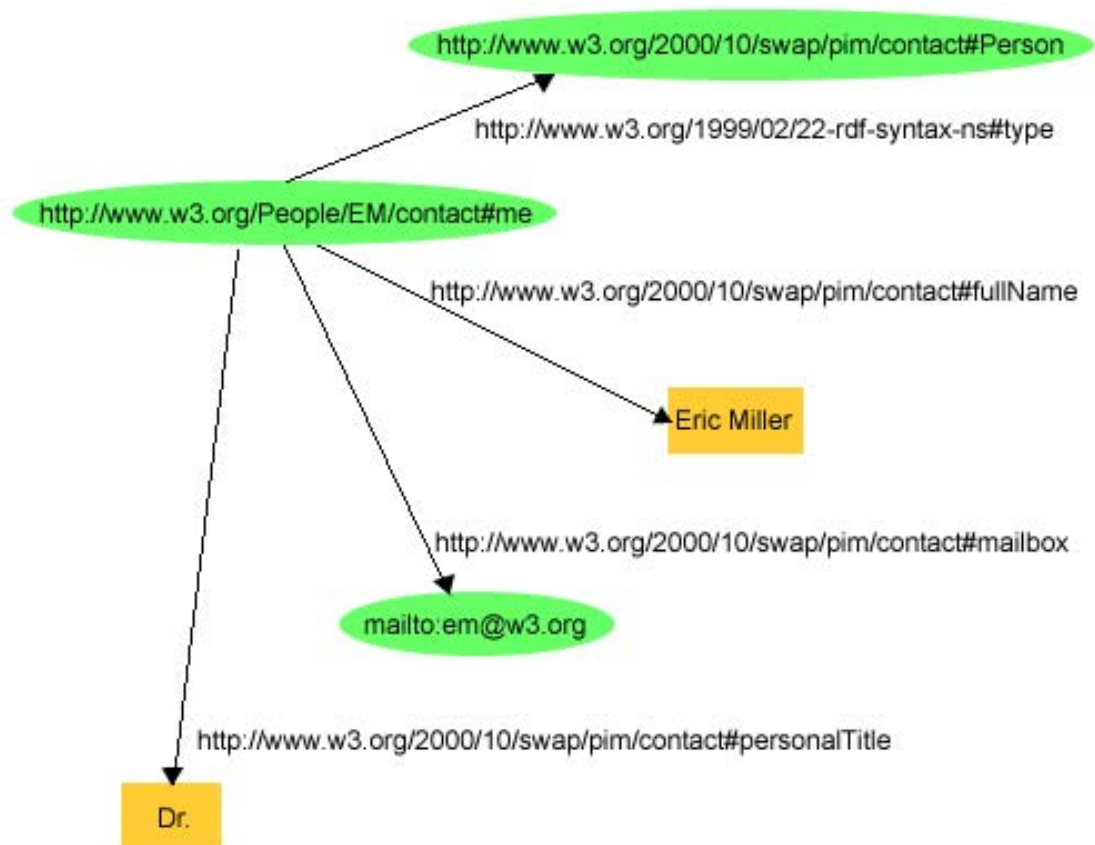 http://www.w3.org/2000/10/swap/pim/contact#Person
http://www.w3.org/1999/02/22-rdf-syntax-ns#type
http://www.w3.org/People/EM/contact#me
http://www.w3.org/2000/10/swap/pim/contact#fullName
Eric Miller
http://www.w3.org/2000/10/swap/pim/contact#mailbox
mailto:em@w3.org
http://www.w3.org/2000/10/swap/pim/contact#personalTitle
Dr.